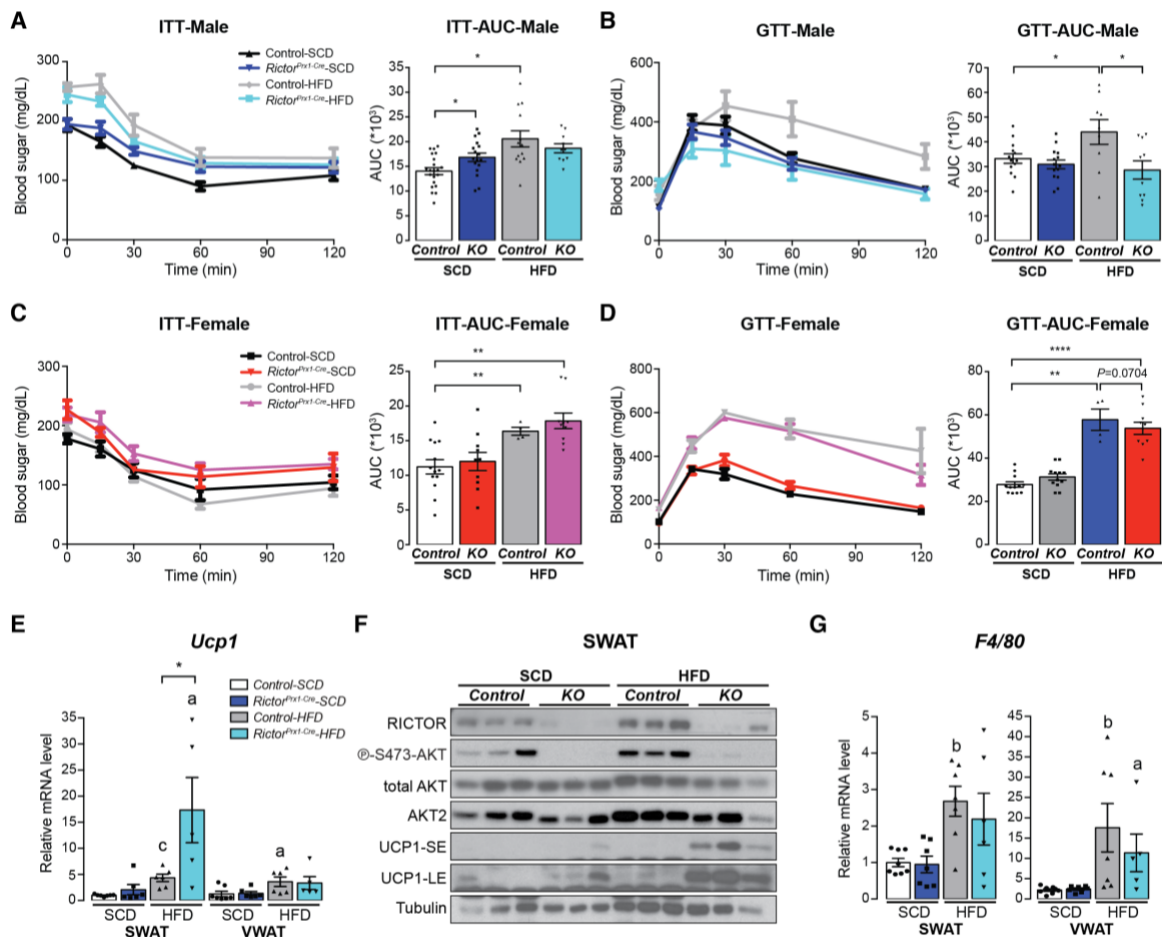 A
ITT-Male
Blood sugar (mg/dL)
300
200
100
0
0 30 60 90 120
Time (min)
Control-SCD
Rictor^Prx1-Cre-SCD
Control-HFD
Rictor^Prx1-Cre-HFD
ITT-AUC-Male
AUC (*10³)
35
30
25
20
15
10
5
0
*
*
Control KO Control KO
SCD HFD
B
GTT-Male
Blood sugar (mg/dL)
600
400
200
0
0 30 60 90 120
Time (min)
GTT-AUC-Male
AUC (*10³)
70
60
50
40
30
20
10
0
* *
Control KO Control KO
SCD HFD
C
ITT-Female
Blood sugar (mg/dL)
300
200
100
0
0 30 60 90 120
Time (min)
Control-SCD
Rictor^Prx1-Cre-SCD
Control-HFD
Rictor^Prx1-Cre-HFD
ITT-AUC-Female
AUC (*10³)
25
20
15
10
5
0
**
**
Control KO Control KO
SCD HFD
D
GTT-Female
Blood sugar (mg/dL)
800
600
400
200
0
0 30 60 90 120
Time (min)
GTT-AUC-Female
AUC (*10³)
80
60
40
20
0
****
** P=0.0704
Control KO Control KO
SCD HFD
E
Ucp1
Control-SCD
Rictor^Prx1-Cre-SCD
Control-HFD
Rictor^Prx1-Cre-HFD
Relative mRNA level
35
30
25
20
15
10
5
0
*
a
c
a
SCD HFD SCD HFD
SWAT VWAT
F
SWAT
SCD HFD
Control KO Control KO
RICTOR
Ⓟ-S473-AKT
total AKT
AKT2
UCP1-SE
UCP1-LE
Tubulin
G
F4/80
Relative mRNA level
5
4
3
2
1
0
b
SCD HFD
SWAT
45
40
35
30
25
20
15
10
5
0
b
a
SCD HFD
VWAT